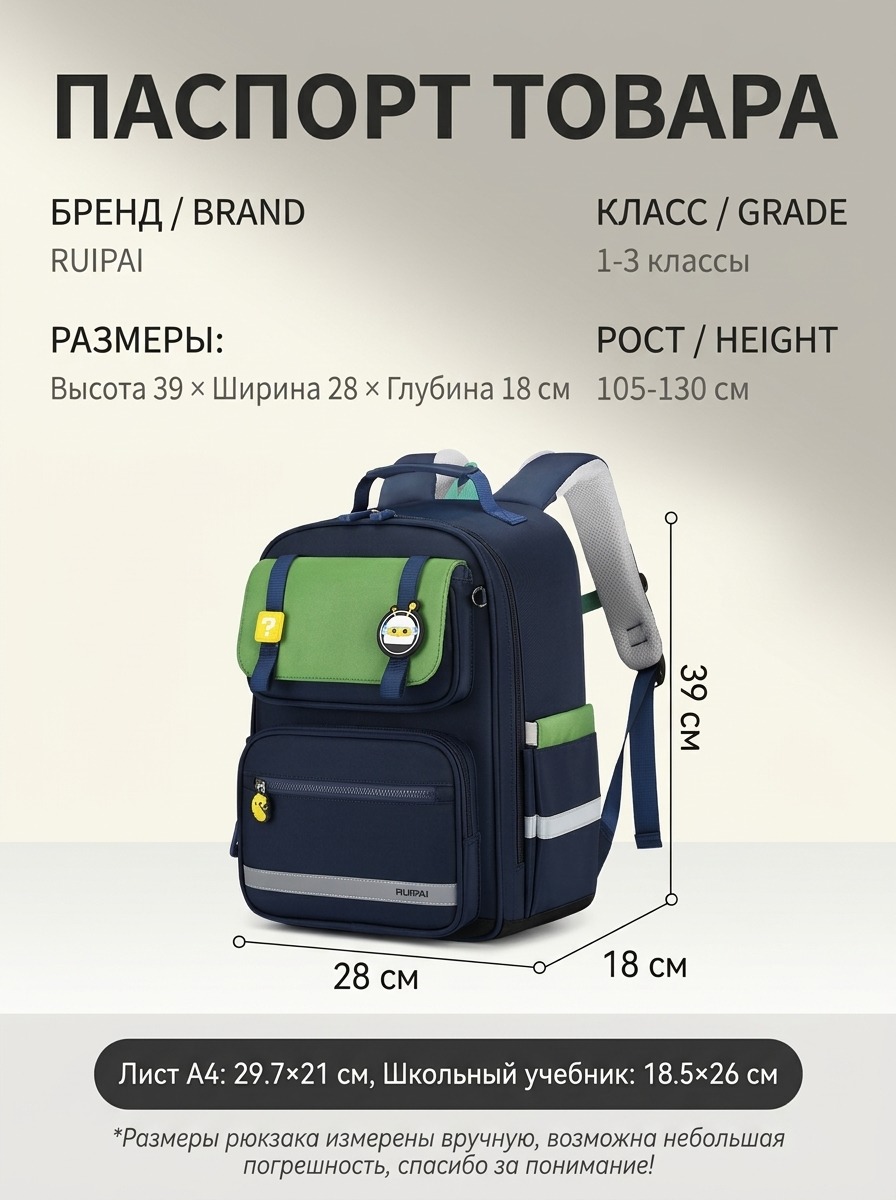 ПАСПОРТ ТОВАРА
БРЕНД / BRAND
RUIPAI
КЛАСС / GRADE
1-3 классы
РАЗМЕРЫ:
Высота 39 × Ширина 28 × Глубина 18 см
РОСТ / HEIGHT
105-130 см
?
39 см
RUIPAI
28 см
18 см
Лист А4: 29.7×21 см, Школьный учебник: 18.5×26 см
*Размеры рюкзака измерены вручную, возможна небольшая
погрешность, спасибо за понимание!